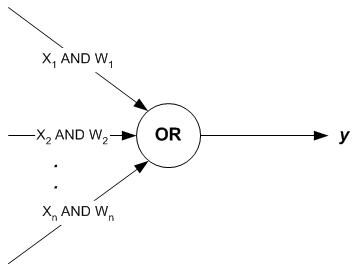 X₁ AND W₁
X₂ AND W₂
OR
y
.
.
Xₙ AND Wₙ